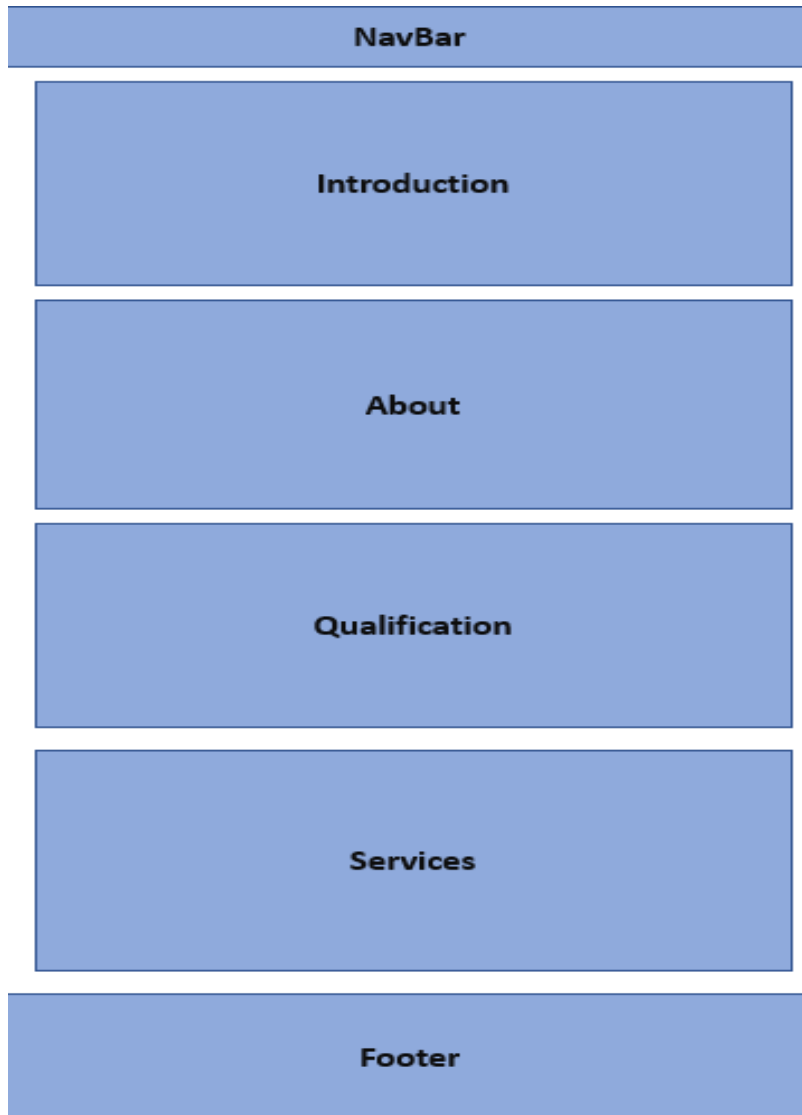 NavBar
Introduction
About
Qualification
Services
Footer